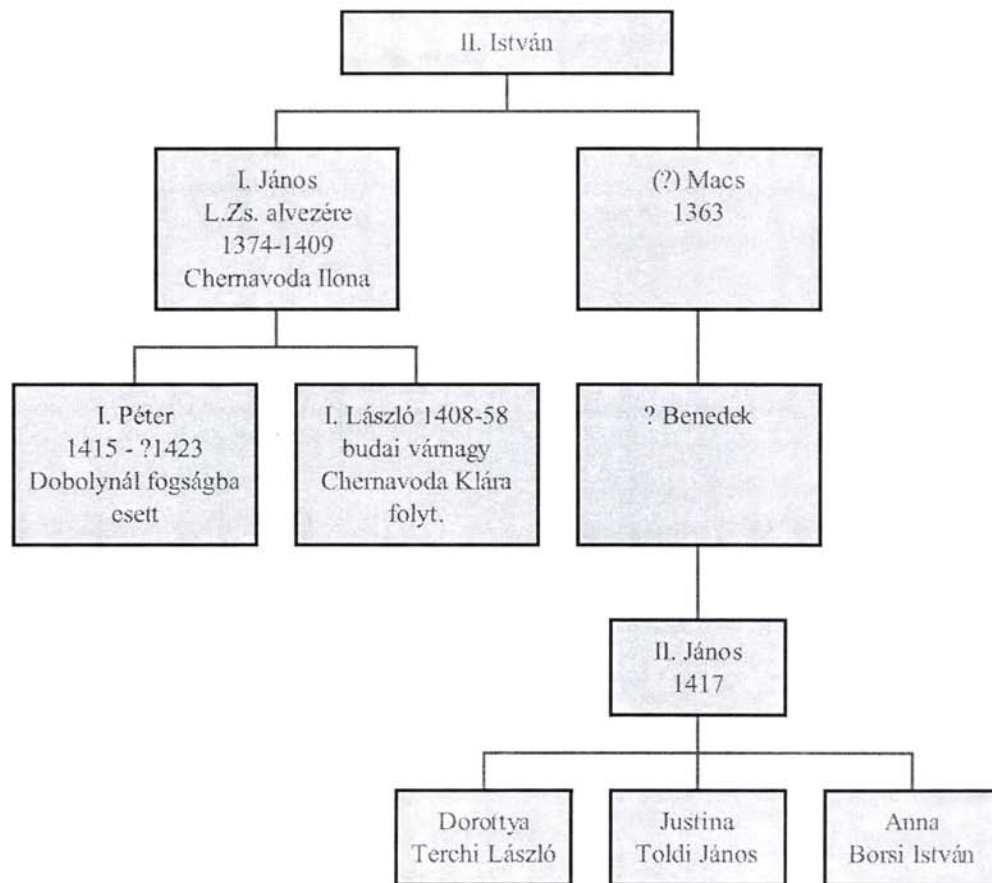 II. István
I. János
L.Zs. alvezére
1374-1409
Chernavoda Ilona
(?) Macs
1363
I. Péter
1415 - ?1423
Dobolynál fogságba
esett
I. László 1408-58
budai várnagy
Chernavoda Klára
folyt.
? Benedek
II. János
1417
Dorottya
Terchi László
Justina
Toldi János
Anna
Borsi István